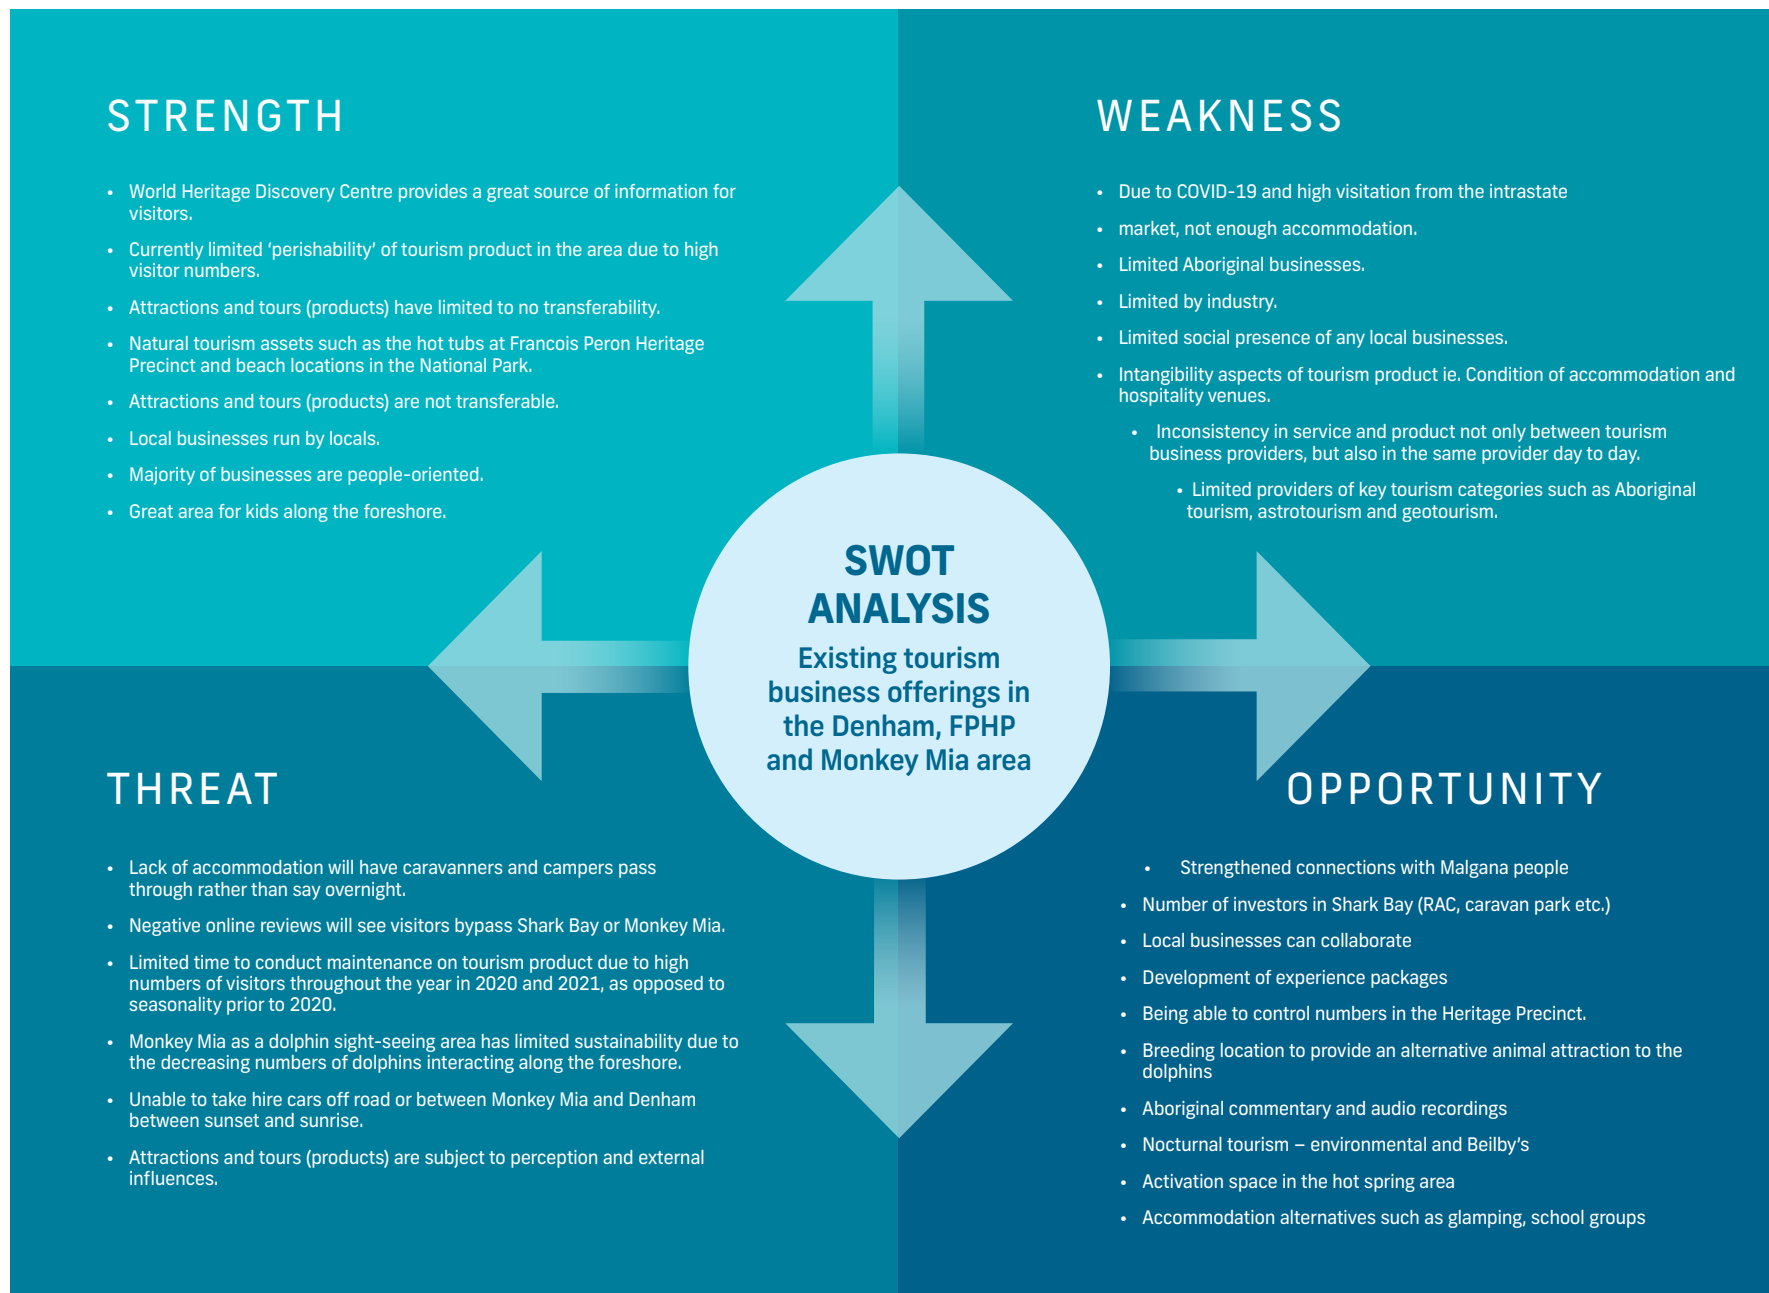 STRENGTH
• World Heritage Discovery Centre provides a great source of information for
visitors.
• Currently limited ‘perishability’ of tourism product in the area due to high
visitor numbers.
• Attractions and tours (products) have limited to no transferability.
• Natural tourism assets such as the hot tubs at Francois Peron Heritage
Precinct and beach locations in the National Park.
• Attractions and tours (products) are not transferable.
• Local businesses run by locals.
• Majority of businesses are people-oriented.
• Great area for kids along the foreshore.
WEAKNESS
• Due to COVID-19 and high visitation from the intrastate
• market, not enough accommodation.
• Limited Aboriginal businesses.
• Limited by industry.
• Limited social presence of any local businesses.
• Intangibility aspects of tourism product ie. Condition of accommodation and
hospitality venues.
• Inconsistency in service and product not only between tourism
business providers, but also in the same provider day to day.
• Limited providers of key tourism categories such as Aboriginal
tourism, astrotourism and geotourism.
SWOT
ANALYSIS
Existing tourism
business offerings in
the Denham, FPHP
and Monkey Mia area
THREAT
• Lack of accommodation will have caravanners and campers pass
through rather than say overnight.
• Negative online reviews will see visitors bypass Shark Bay or Monkey Mia.
• Limited time to conduct maintenance on tourism product due to high
numbers of visitors throughout the year in 2020 and 2021, as opposed to
seasonality prior to 2020.
• Monkey Mia as a dolphin sight-seeing area has limited sustainability due to
the decreasing numbers of dolphins interacting along the foreshore.
• Unable to take hire cars off road or between Monkey Mia and Denham
between sunset and sunrise.
• Attractions and tours (products) are subject to perception and external
influences.
OPPORTUNITY
• Strengthened connections with Malgana people
• Number of investors in Shark Bay (RAC, caravan park etc.)
• Local businesses can collaborate
• Development of experience packages
• Being able to control numbers in the Heritage Precinct.
• Breeding location to provide an alternative animal attraction to the
dolphins
• Aboriginal commentary and audio recordings
• Nocturnal tourism – environmental and Beilby’s
• Activation space in the hot spring area
• Accommodation alternatives such as glamping, school groups